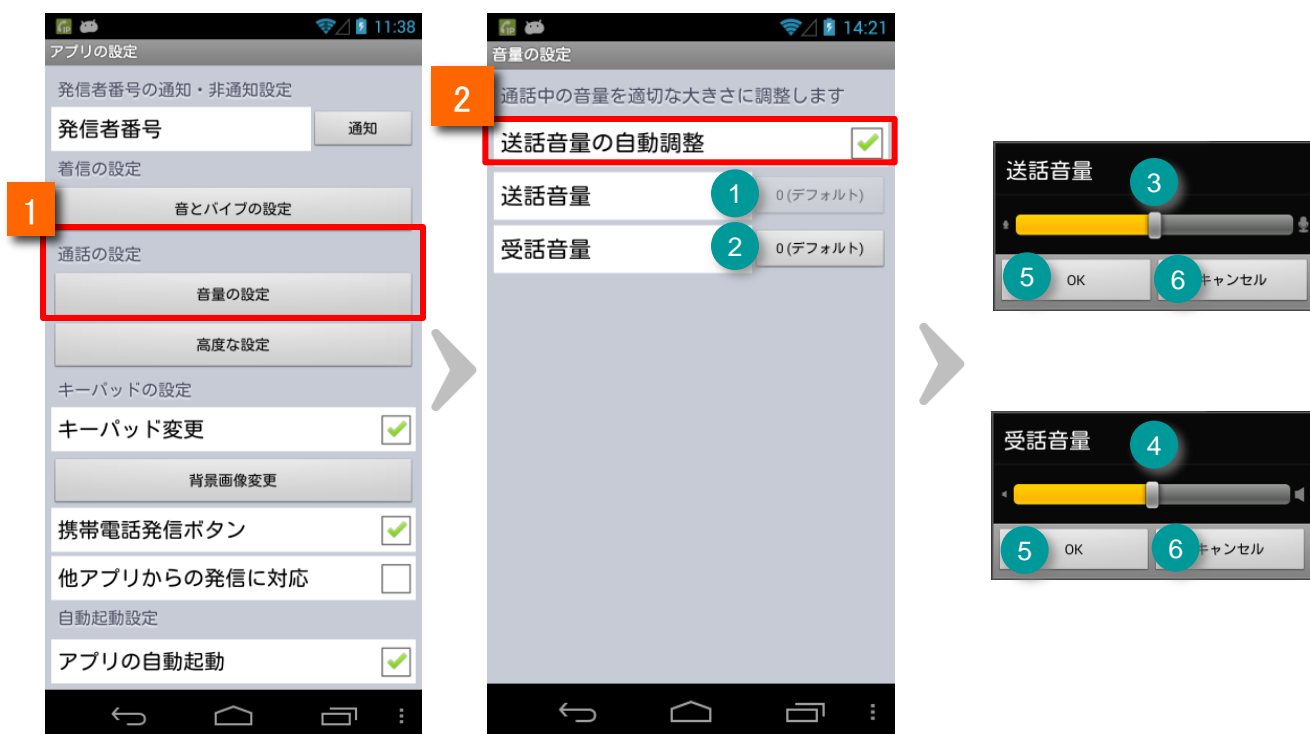 11:38
アプリの設定
発信者番号の通知・非通知設定
発信者番号
通知
着信の設定
1
音とバイブの設定
通話の設定
音量の設定
高度な設定
キーパッドの設定
キーパッド変更
背景画像変更
携帯電話発信ボタン
他アプリからの発信に対応
自動起動設定
アプリの自動起動
14:21
音量の設定
2
通話中の音量を適切な大きさに調整します
送話音量の自動調整
送話音量
1
0(デフォルト)
受話音量
2
0(デフォルト)
送話音量
3
5
OK
6
キャンセル
受話音量
4
5
OK
6
キャンセル